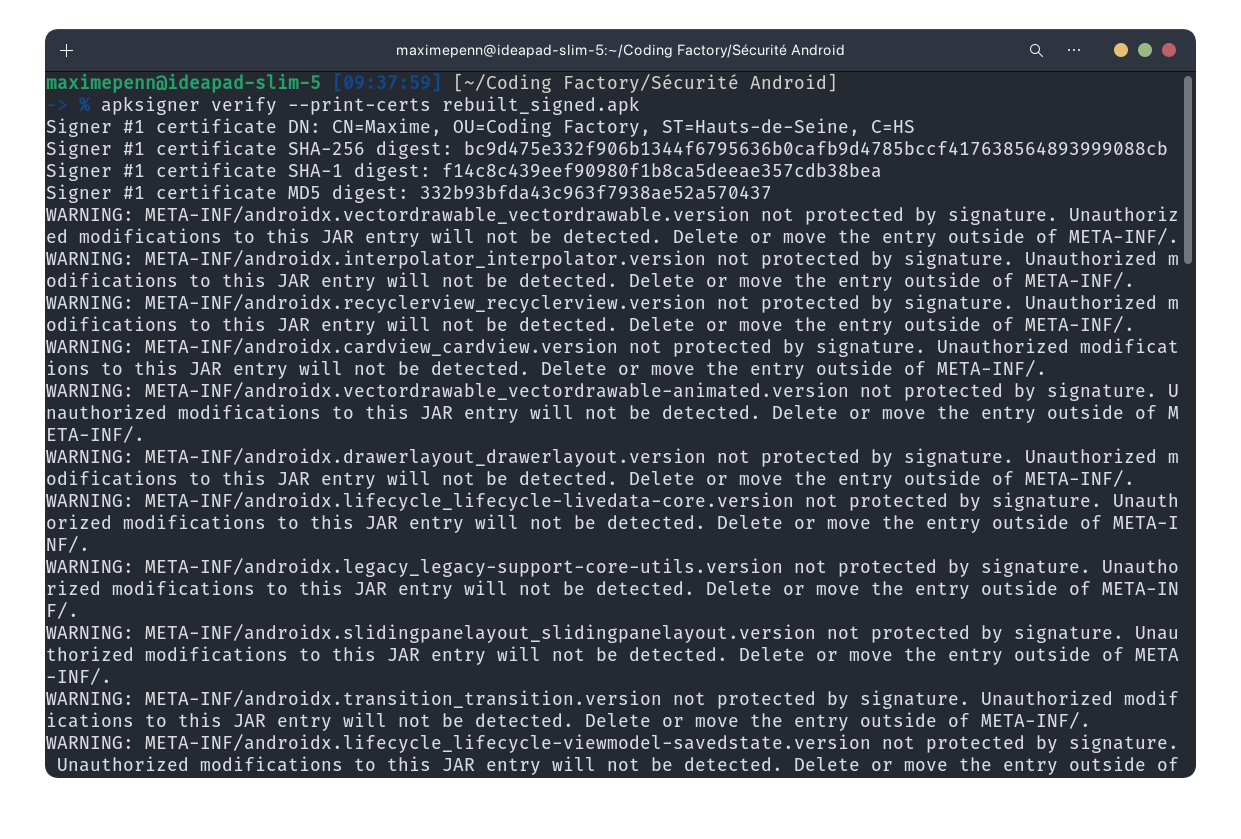 maximepenn@ideapad-slim-5:~/Coding Factory/Sécurité Android
maximepenn@ideapad-slim-5 [09:37:59] [~/Coding Factory/Sécurité Android]
-> % apksigner verify --print-certs rebuilt_signed.apk
Signer #1 certificate DN: CN=Maxime, OU=Coding Factory, ST=Hauts-de-Seine, C=HS
Signer #1 certificate SHA-256 digest: bc9d475e332f906b1344f6795636b0cafb9d4785bccf417638564893999088cb
Signer #1 certificate SHA-1 digest: f14c8c439eef90980f1b8ca5deeae357cdb38bea
Signer #1 certificate MD5 digest: 332b93bfda43c963f7938ae52a570437
WARNING: META-INF/androidx.vectordrawable_vectordrawable.version not protected by signature. Unauthoriz
ed modifications to this JAR entry will not be detected. Delete or move the entry outside of META-INF/.
WARNING: META-INF/androidx.interpolator_interpolator.version not protected by signature. Unauthorized m
odifications to this JAR entry will not be detected. Delete or move the entry outside of META-INF/.
WARNING: META-INF/androidx.recyclerview_recyclerview.version not protected by signature. Unauthorized m
odifications to this JAR entry will not be detected. Delete or move the entry outside of META-INF/.
WARNING: META-INF/androidx.cardview_cardview.version not protected by signature. Unauthorized modificat
ions to this JAR entry will not be detected. Delete or move the entry outside of META-INF/.
WARNING: META-INF/androidx.vectordrawable_vectordrawable-animated.version not protected by signature. U
nauthorized modifications to this JAR entry will not be detected. Delete or move the entry outside of M
ETA-INF/.
WARNING: META-INF/androidx.drawerlayout_drawerlayout.version not protected by signature. Unauthorized m
odifications to this JAR entry will not be detected. Delete or move the entry outside of META-INF/.
WARNING: META-INF/androidx.lifecycle_lifecycle-livedata-core.version not protected by signature. Unauth
orized modifications to this JAR entry will not be detected. Delete or move the entry outside of META-I
NF/.
WARNING: META-INF/androidx.legacy_legacy-support-core-utils.version not protected by signature. Unautho
rized modifications to this JAR entry will not be detected. Delete or move the entry outside of META-IN
F/.
WARNING: META-INF/androidx.slidingpanelayout_slidingpanelayout.version not protected by signature. Unau
thorized modifications to this JAR entry will not be detected. Delete or move the entry outside of META
-INF/.
WARNING: META-INF/androidx.transition_transition.version not protected by signature. Unauthorized modif
ications to this JAR entry will not be detected. Delete or move the entry outside of META-INF/.
WARNING: META-INF/androidx.lifecycle_lifecycle-viewmodel-savedstate.version not protected by signature.
 Unauthorized modifications to this JAR entry will not be detected. Delete or move the entry outside of